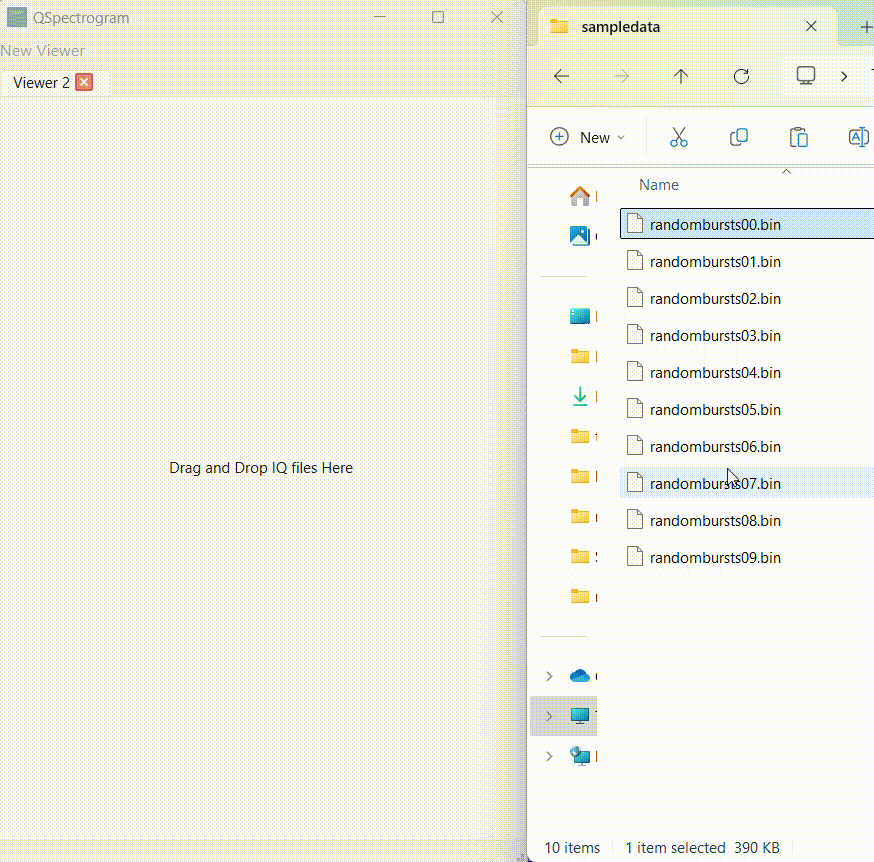 QSpectrogram
New Viewer
Viewer 2
Drag and Drop IQ files Here
sampledata
New
Name
randombursts00.bin
randombursts01.bin
randombursts02.bin
randombursts03.bin
randombursts04.bin
randombursts05.bin
randombursts06.bin
randombursts07.bin
randombursts08.bin
randombursts09.bin
10 items
1 item selected 390 KB